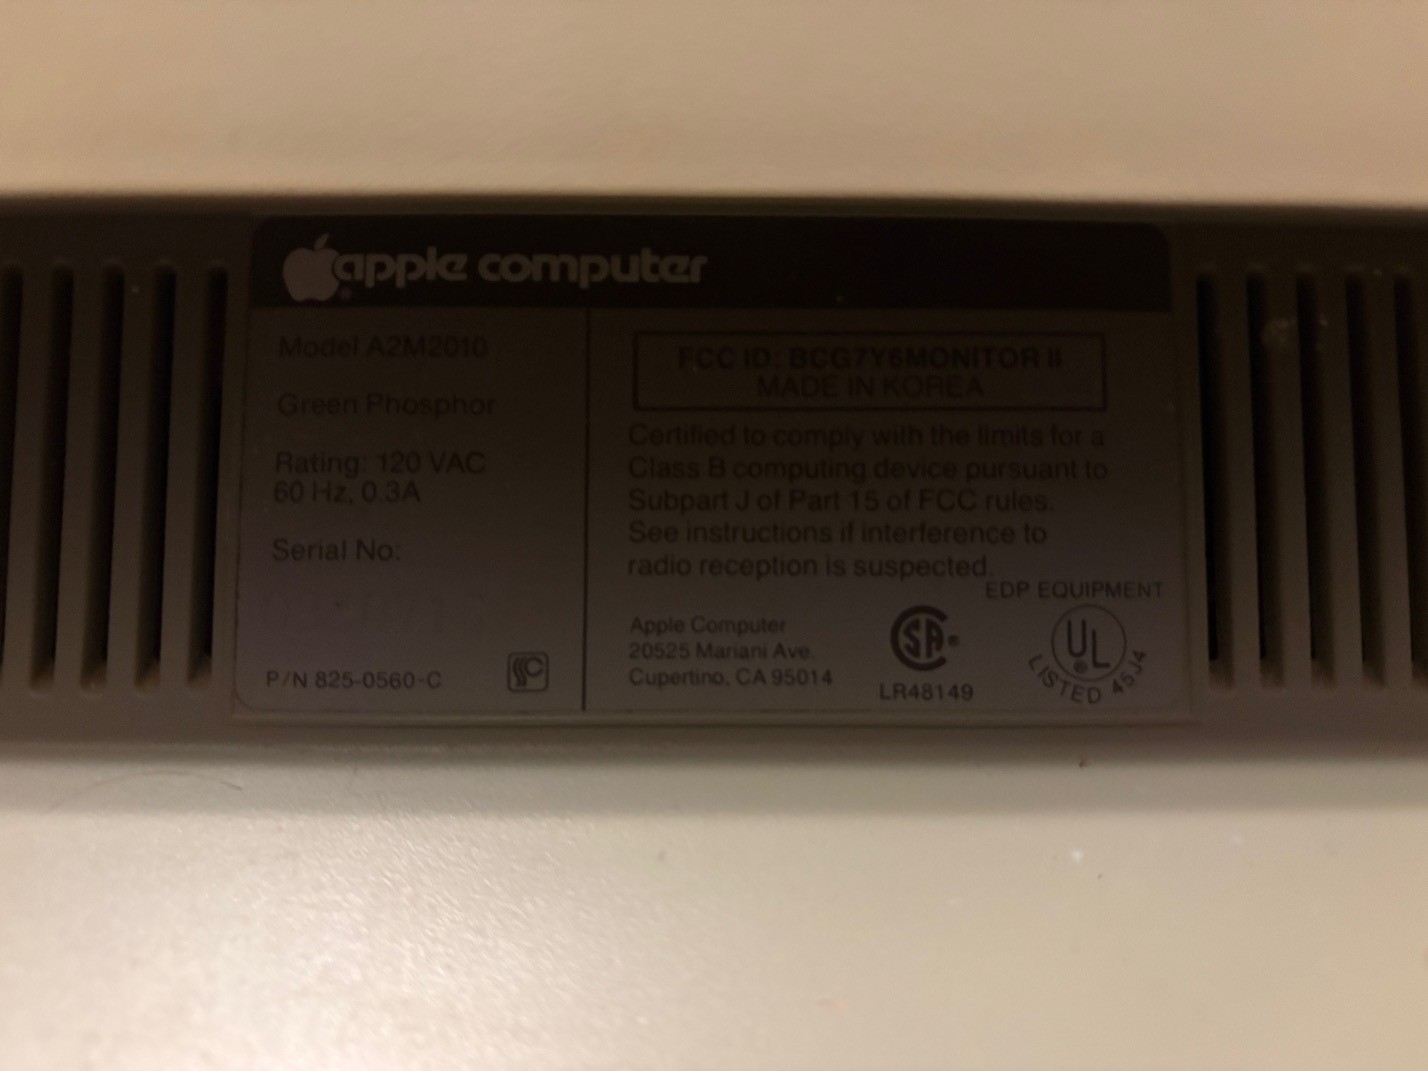 apple computer
Model A2M2010
Green Phosphor
Rating: 120 VAC
60 Hz, 0.3A
Serial No:
P/N 825-0560-C
FCC ID: BCG7Y6MONITOR II
MADE IN KOREA
Certified to comply with the limits for a
Class B computing device pursuant to
Subpart J of Part 15 of FCC rules.
See instructions if interference to
radio reception is suspected.
Apple Computer
20525 Mariani Ave.
Cupertino, CA 95014
SA®
LR48149
EDP EQUIPMENT
UL®
LISTED 45J4